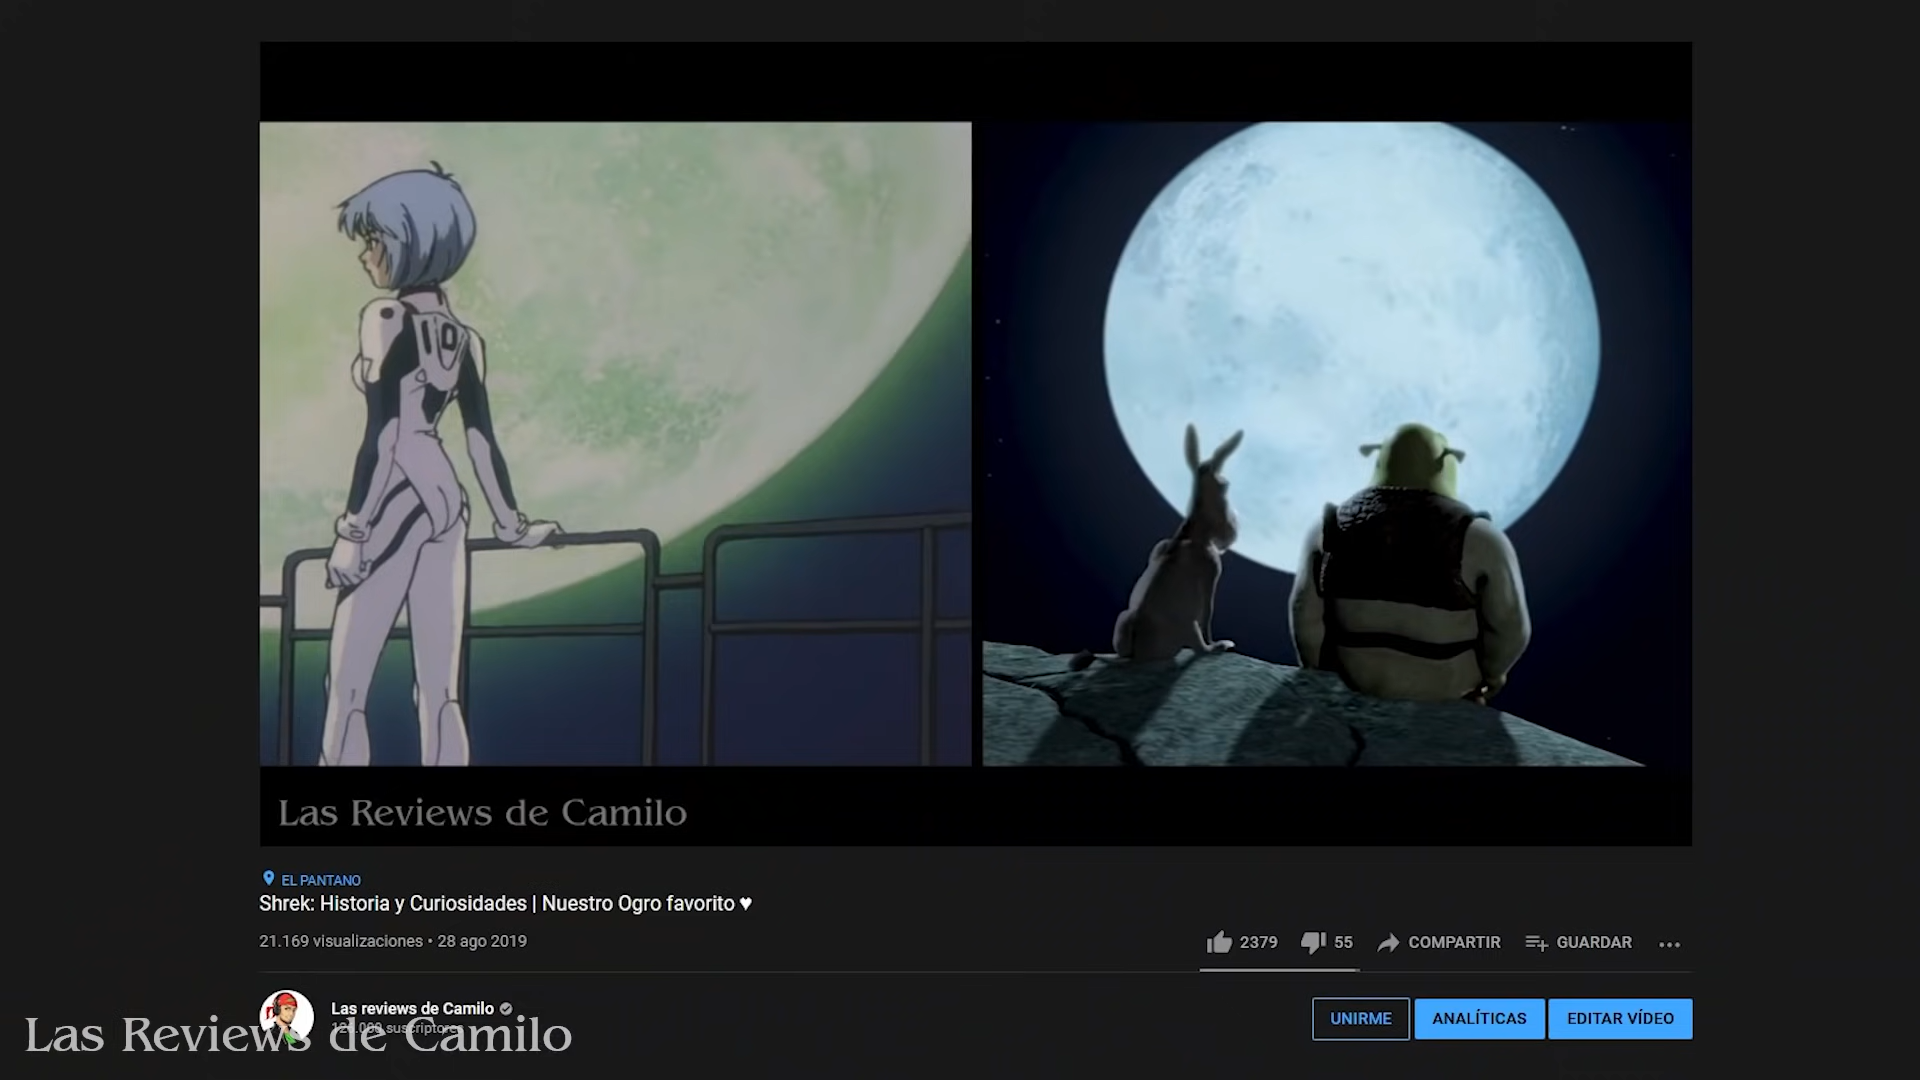 Las Reviews de Camilo
EL PANTANO
Shrek: Historia y Curiosidades | Nuestro Ogro favorito ♥
21.169 visualizaciones • 28 ago 2019
2379
55
COMPARTIR
GUARDAR
Las reviews de Camilo
suscriptores
UNIRME
ANALÍTICAS
EDITAR VÍDEO
Las Reviews de Camilo